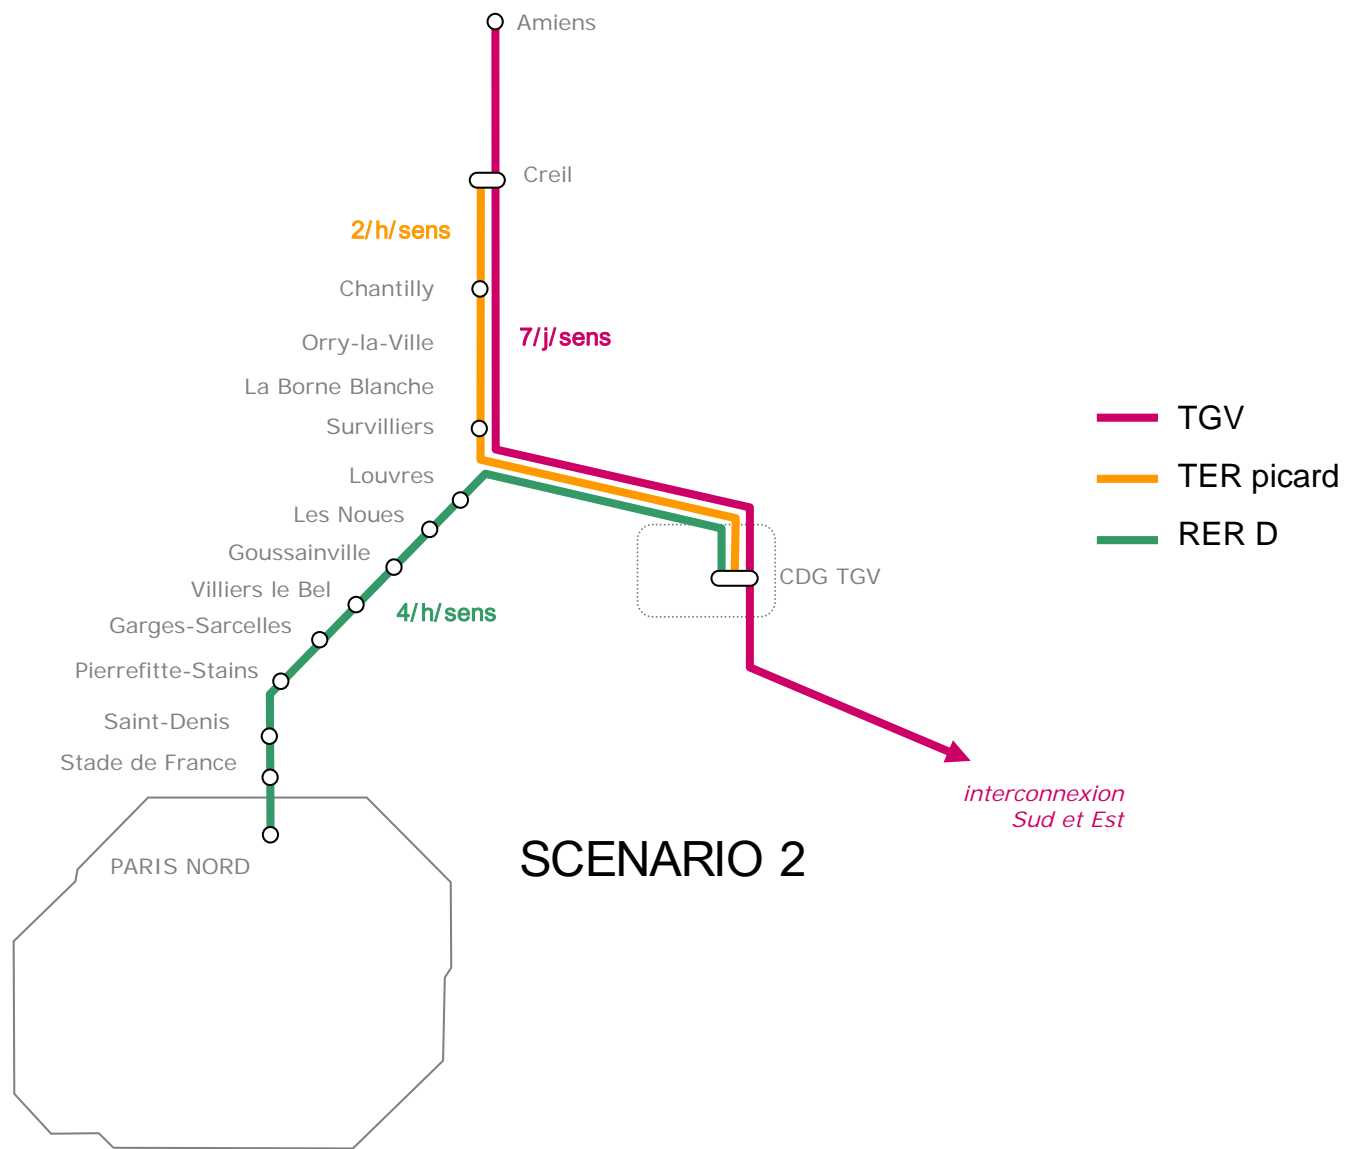 Amiens
Creil
2/h/sens
Chantilly
7/j/sens
Orry-la-Ville
La Borne Blanche
Survilliers
TGV
Louvres
TER picard
Les Noues
RER D
Goussainville
CDG TGV
Villiers le Bel
4/h/sens
Garges-Sarcelles
Pierrefitte-Stains
Saint-Denis
Stade de France
interconnexion
Sud et Est
PARIS NORD
SCENARIO 2